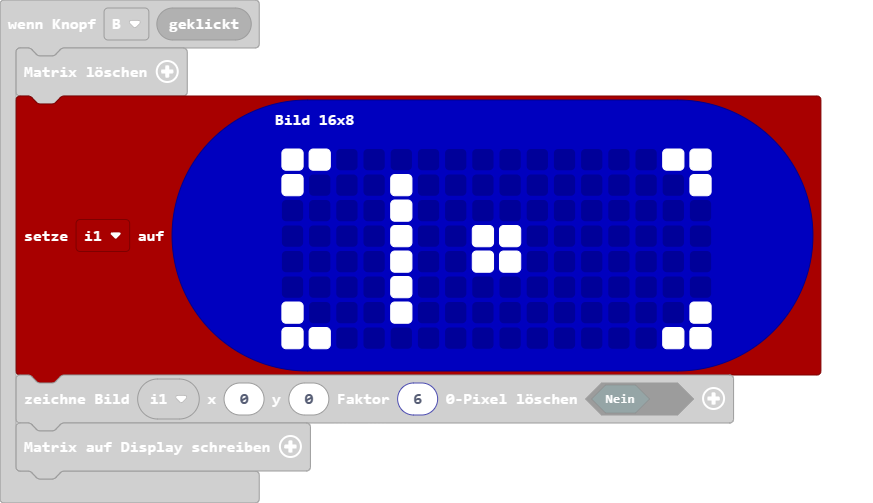 wenn Knopf B geklickt
Matrix löschen
Bild 16x8
setze i1 auf
zeichne Bild i1 x 0 y 0 Faktor 6 0-Pixel löschen Nein
Matrix auf Display schreiben